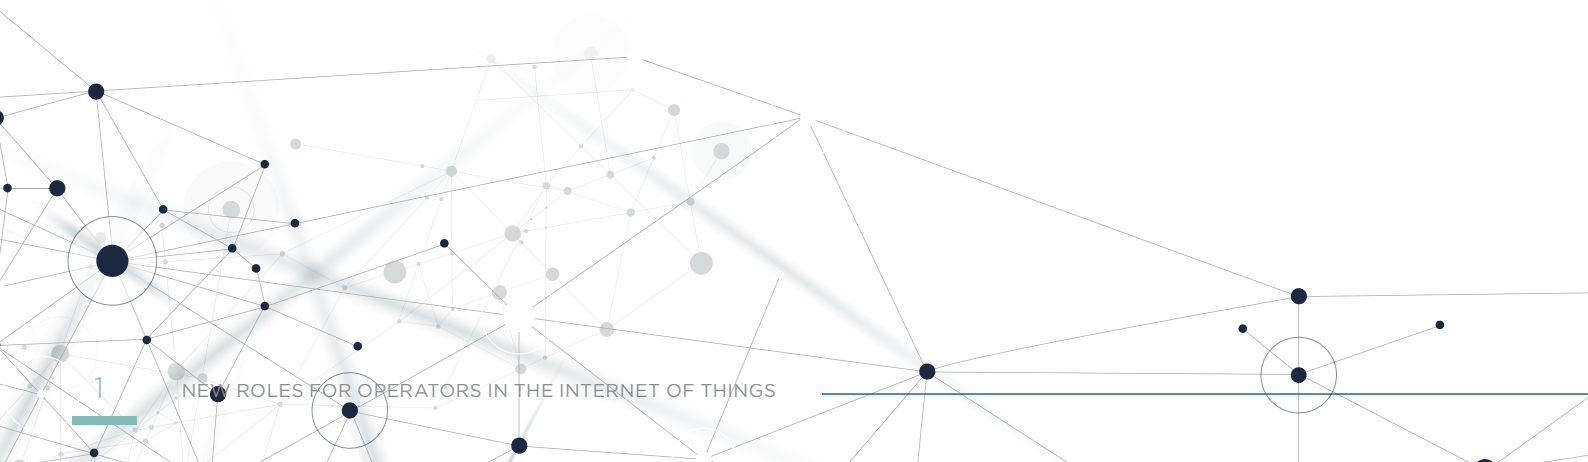 1
NEW ROLES FOR OPERATORS IN THE INTERNET OF THINGS